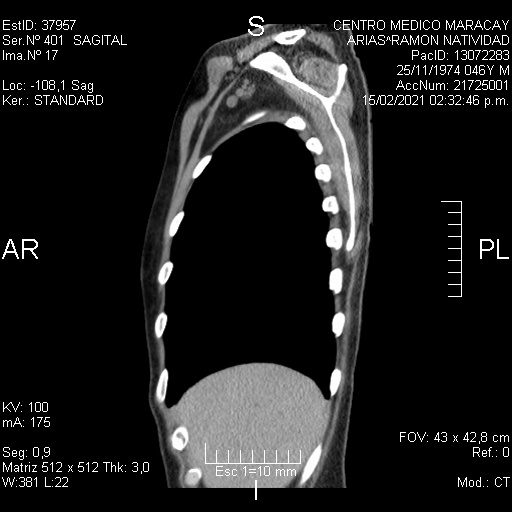 EstID: 37957
Ser.Nº 401 SAGITAL
Ima.Nº 17
Loc: -108,1 Sag
Ker.: STANDARD
S
CENTRO MEDICO MARACAY
ARIAS^RAMON NATIVIDAD
PacID: 13072283
25/11/1974 046Y M
AccNum: 21725001
15/02/2021 02:32:46 p.m.
AR
PL
KV: 100
mA: 175
Seg: 0,9
Matriz 512 x 512 Thk: 3,0
W:381 L:22
Esc 1=10 mm
I
FOV: 43 x 42,8 cm
Ref.: 0
Mod.: CT